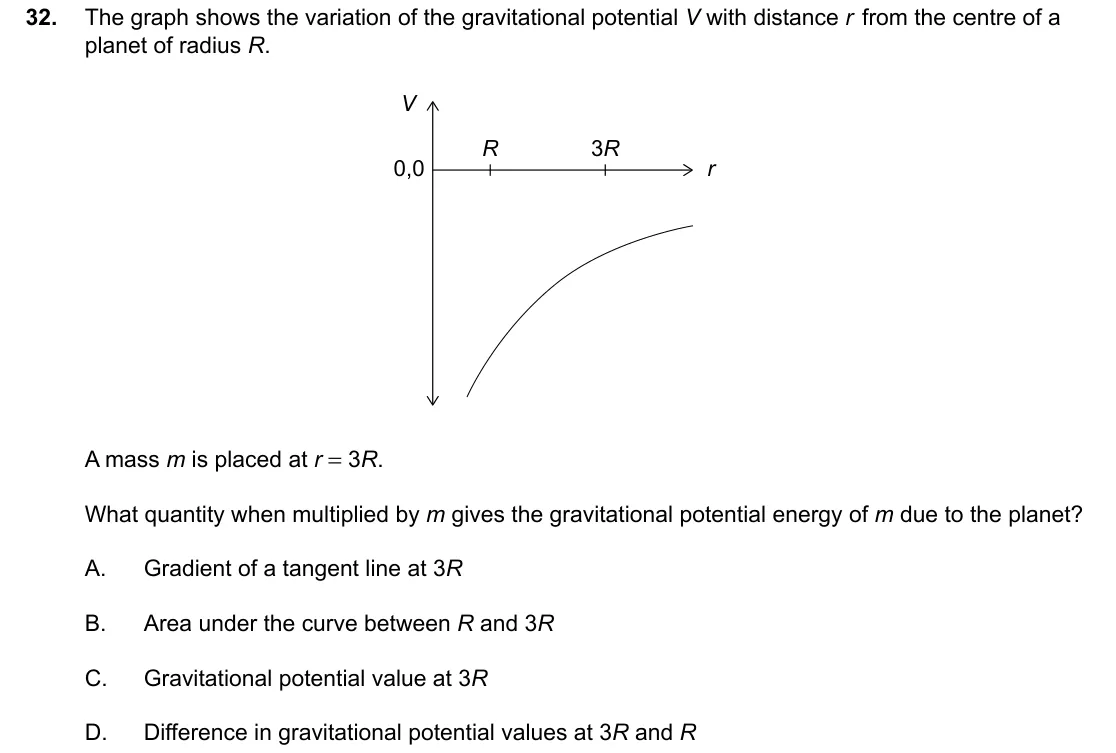 32. The graph shows the variation of the gravitational potential V with distance r from the centre of a
planet of radius R.
V
R 3R
0,0 r
A mass m is placed at r = 3R.
What quantity when multiplied by m gives the gravitational potential energy of m due to the planet?
A. Gradient of a tangent line at 3R
B. Area under the curve between R and 3R
C. Gravitational potential value at 3R
D. Difference in gravitational potential values at 3R and R